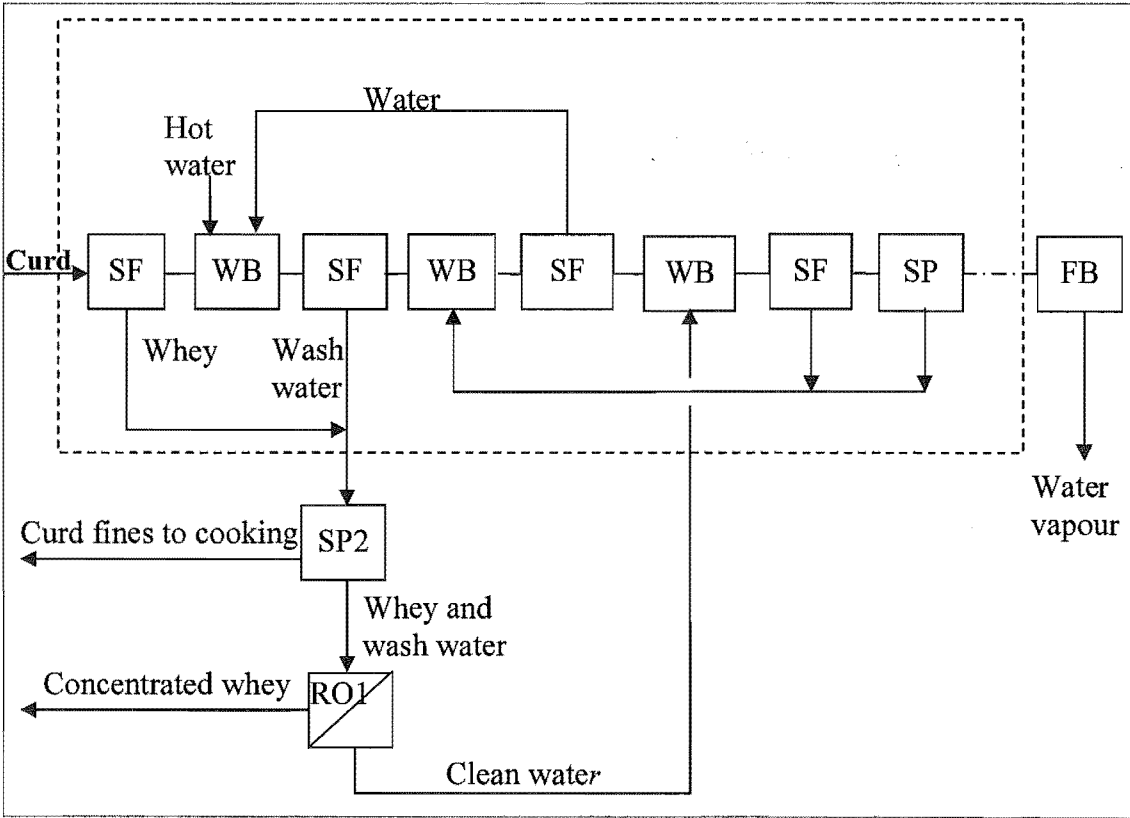 Water
Hot
water
Curd
SF
WB
SF
WB
SF
WB
SF
SP
FB
Whey
Wash
water
Water
vapour
Curd fines to cooking
SP2
Whey and
wash water
Concentrated whey
RO1
Clean water